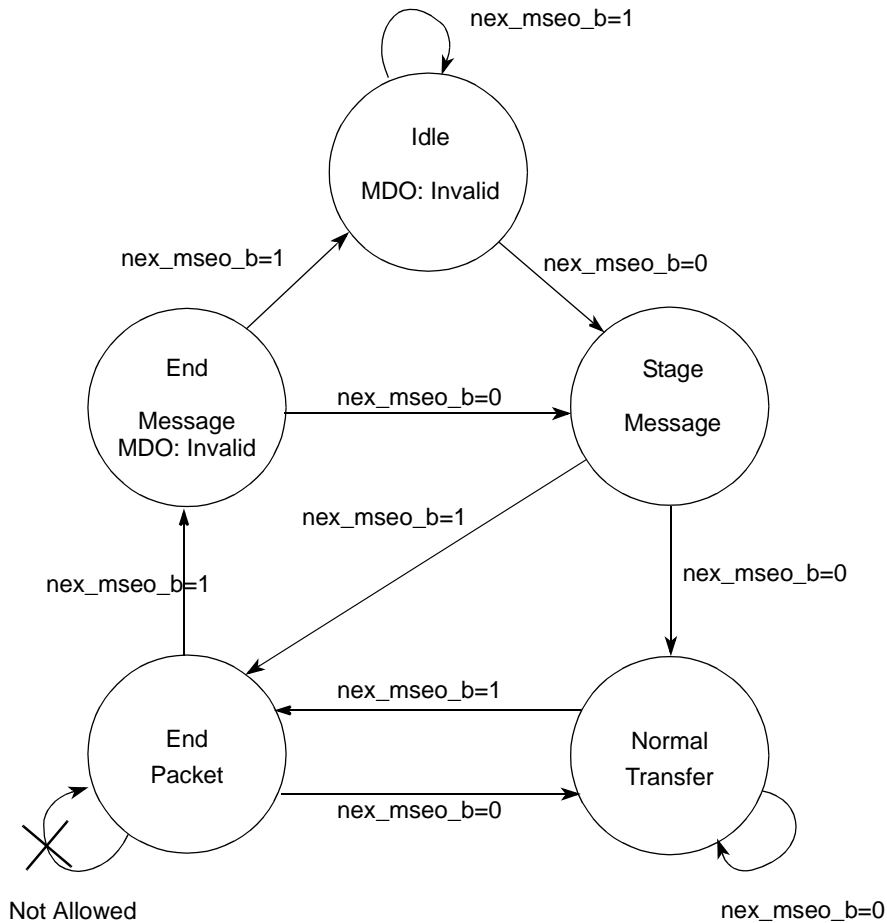 nex_mseo_b=1
Idle
MDO: Invalid
nex_mseo_b=1
nex_mseo_b=0
End
Message
MDO: Invalid
nex_mseo_b=0
Stage
Message
nex_mseo_b=1
nex_mseo_b=1
nex_mseo_b=0
nex_mseo_b=1
End
Packet
Normal
Transfer
nex_mseo_b=0
Not Allowed
nex_mseo_b=0